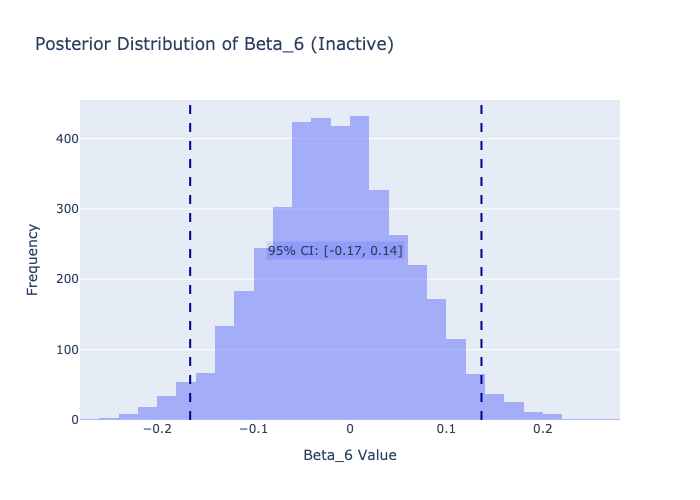 Posterior Distribution of Beta_6 (Inactive)
Frequency
400
300
200
100
0
95% CI: [-0.17, 0.14]
−0.2
−0.1
0
0.1
0.2
Beta_6 Value